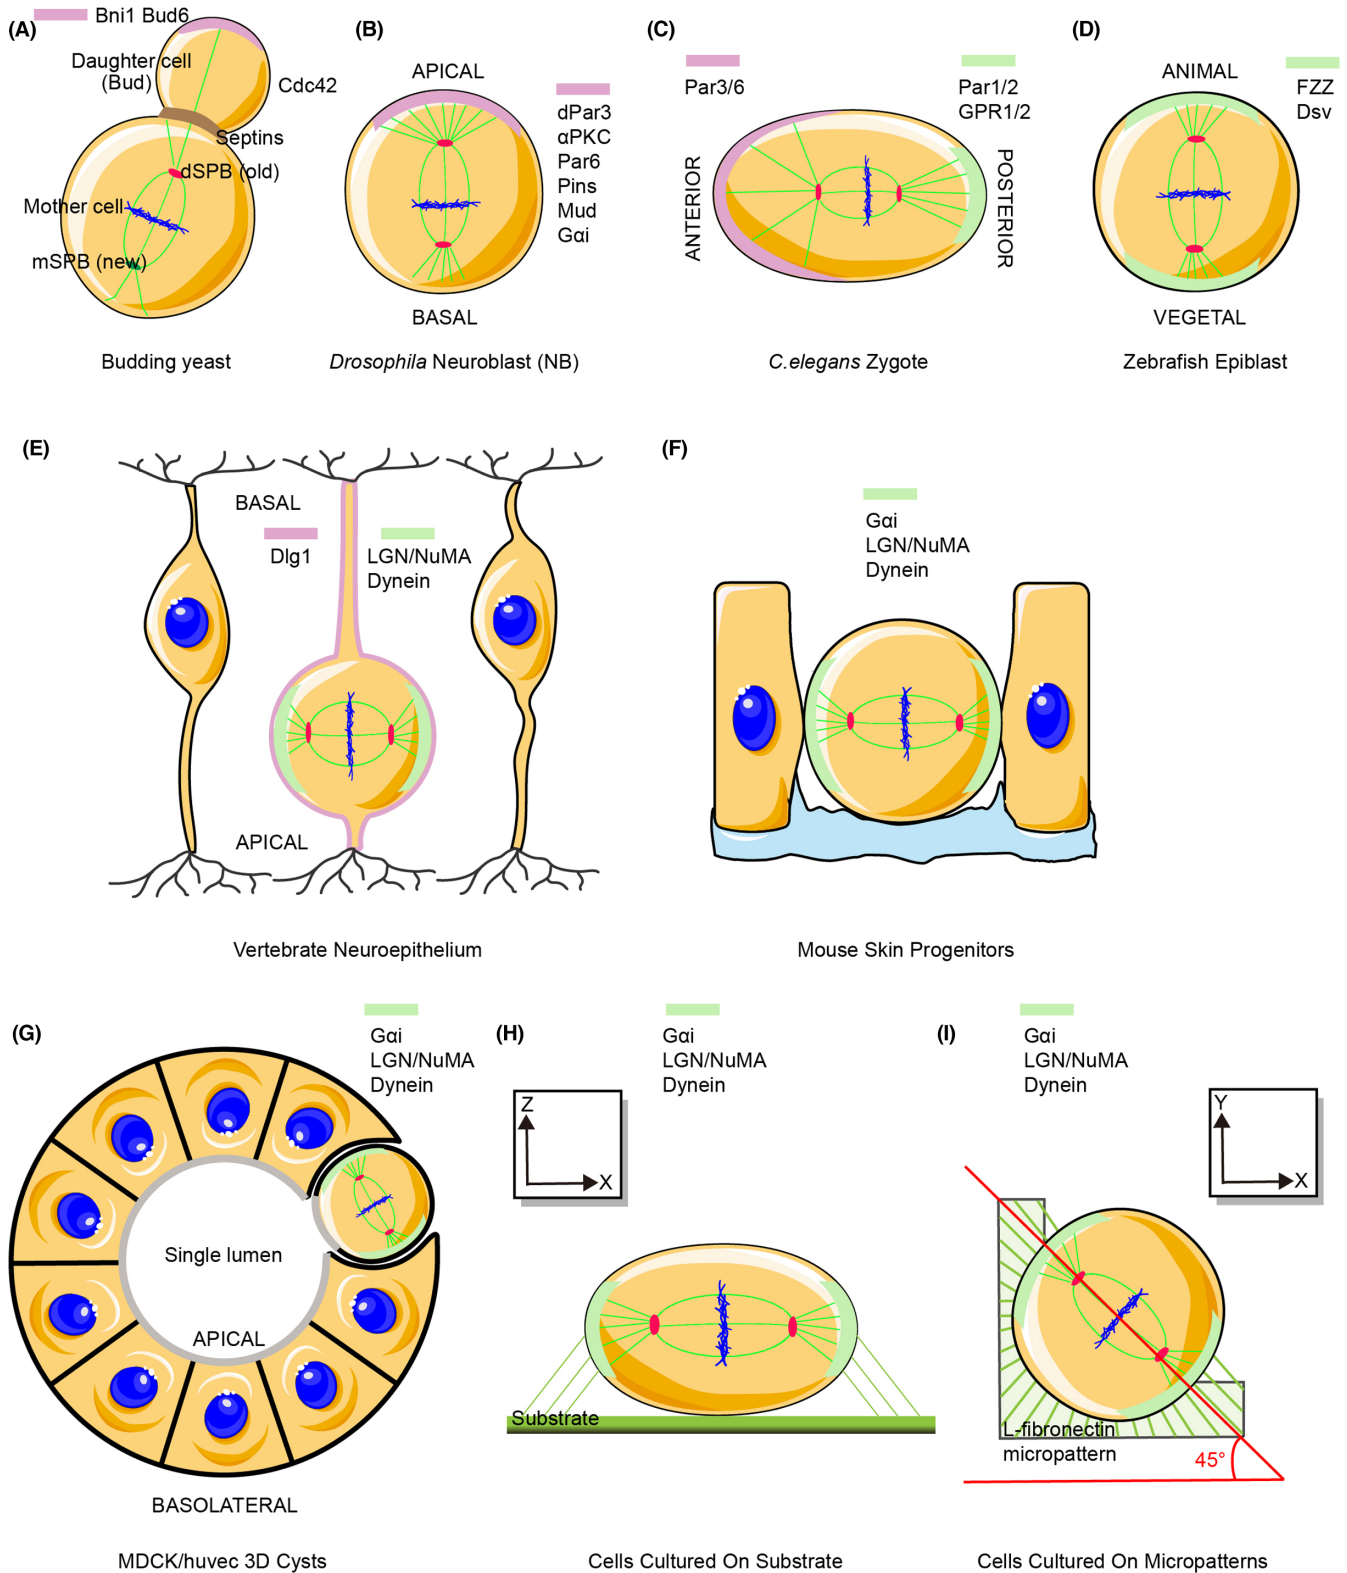 (A)
Bni1 Bud6
Daughter cell
(Bud)
Cdc42
Septins
dSPB (old)
Mother cell
mSPB (new)
Budding yeast
(B)
APICAL
dPar3
αPKC
Par6
Pins
Mud
Gαi
BASAL
Drosophila Neuroblast (NB)
(C)
Par3/6
Par1/2
GPR1/2
ANTERIOR
POSTERIOR
C.elegans Zygote
(D)
ANIMAL
FZZ
Dsv
VEGETAL
Zebrafish Epiblast
(E)
BASAL
Dlg1
LGN/NuMA
Dynein
APICAL
Vertebrate Neuroepithelium
(F)
Gαi
LGN/NuMA
Dynein
Mouse Skin Progenitors
(G)
Gαi
LGN/NuMA
Dynein
Single lumen
APICAL
BASOLATERAL
MDCK/huvec 3D Cysts
(H)
Gαi
LGN/NuMA
Dynein
Z
X
Substrate
Cells Cultured On Substrate
(I)
Gαi
LGN/NuMA
Dynein
Y
X
L-fibronectin
micropattern
45°
Cells Cultured On Micropatterns